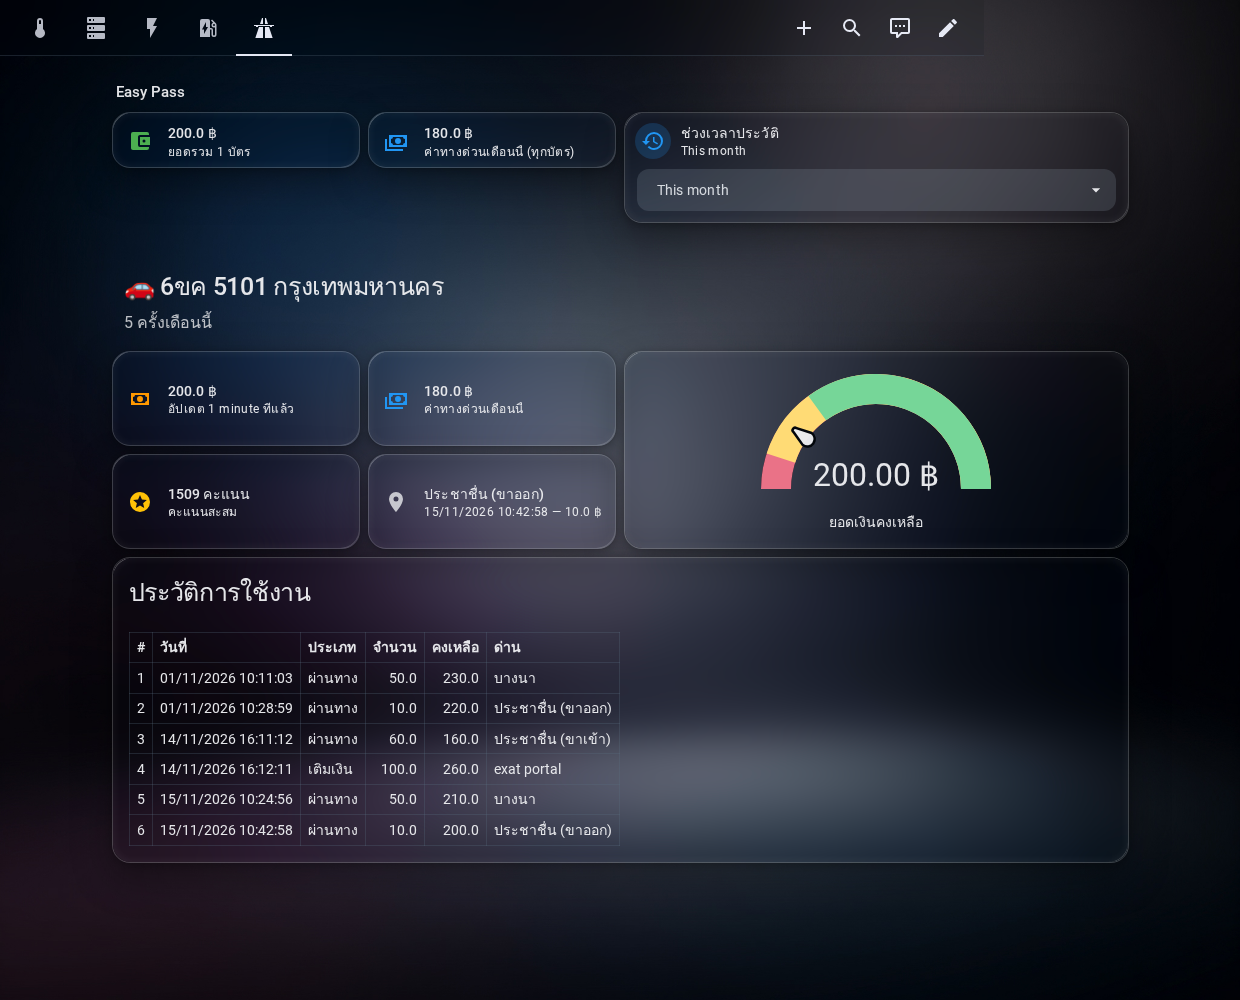 Easy Pass
200.0 ฿
ยอดรวม 1 บัตร
180.0 ฿
ค่าทางด่วนเดือนนี้ (ทุกบัตร)
ช่วงเวลาประวัติ
This month
This month
🚗 6ขค 5101 กรุงเทพมหานคร
5 ครั้งเดือนนี้
200.0 ฿
อัปเดต 1 minute ที่แล้ว
180.0 ฿
ค่าทางด่วนเดือนนี้
1509 คะแนน
คะแนนสะสม
ประชาชื่น (ขาออก)
15/11/2026 10:42:58 — 10.0 ฿
200.00 ฿
ยอดเงินคงเหลือ
ประวัติการใช้งาน
# วันที่ ประเภท จำนวน คงเหลือ ด่าน
1 01/11/2026 10:11:03 ผ่านทาง 50.0 230.0 บางนา
2 01/11/2026 10:28:59 ผ่านทาง 10.0 220.0 ประชาชื่น (ขาออก)
3 14/11/2026 16:11:12 ผ่านทาง 60.0 160.0 ประชาชื่น (ขาเข้า)
4 14/11/2026 16:12:11 เติมเงิน 100.0 260.0 exat portal
5 15/11/2026 10:24:56 ผ่านทาง 50.0 210.0 บางนา
6 15/11/2026 10:42:58 ผ่านทาง 10.0 200.0 ประชาชื่น (ขาออก)